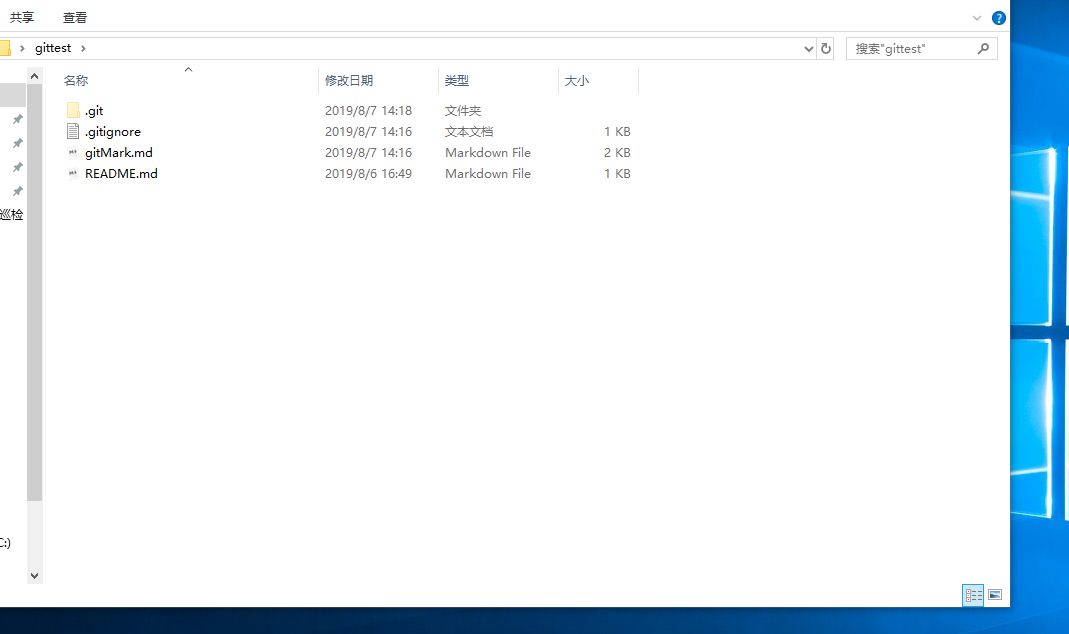 共享 查看
gittest
搜索"gittest"
名称 修改日期 类型 大小
.git 2019/8/7 14:18 文件夹
.gitignore 2019/8/7 14:16 文本文档 1 KB
gitMark.md 2019/8/7 14:16 Markdown File 2 KB
README.md 2019/8/6 16:49 Markdown File 1 KB
巡检
C:)